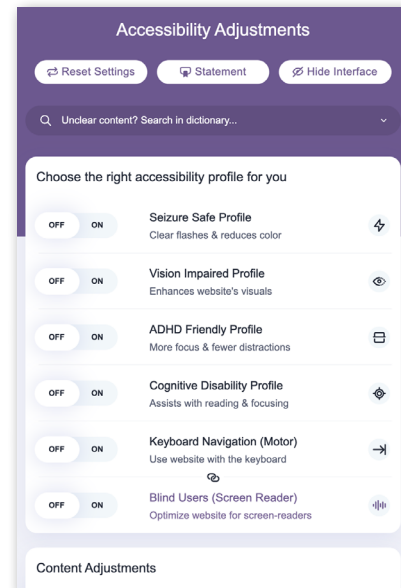 Accessibility Adjustments
Reset Settings
Statement
Hide Interface
Unclear content? Search in dictionary...
Choose the right accessibility profile for you
OFF ON
Seizure Safe Profile
Clear flashes & reduces color
OFF ON
Vision Impaired Profile
Enhances website's visuals
OFF ON
ADHD Friendly Profile
More focus & fewer distractions
OFF ON
Cognitive Disability Profile
Assists with reading & focusing
OFF ON
Keyboard Navigation (Motor)
Use website with the keyboard
OFF ON
Blind Users (Screen Reader)
Optimize website for screen-readers
Content Adjustments